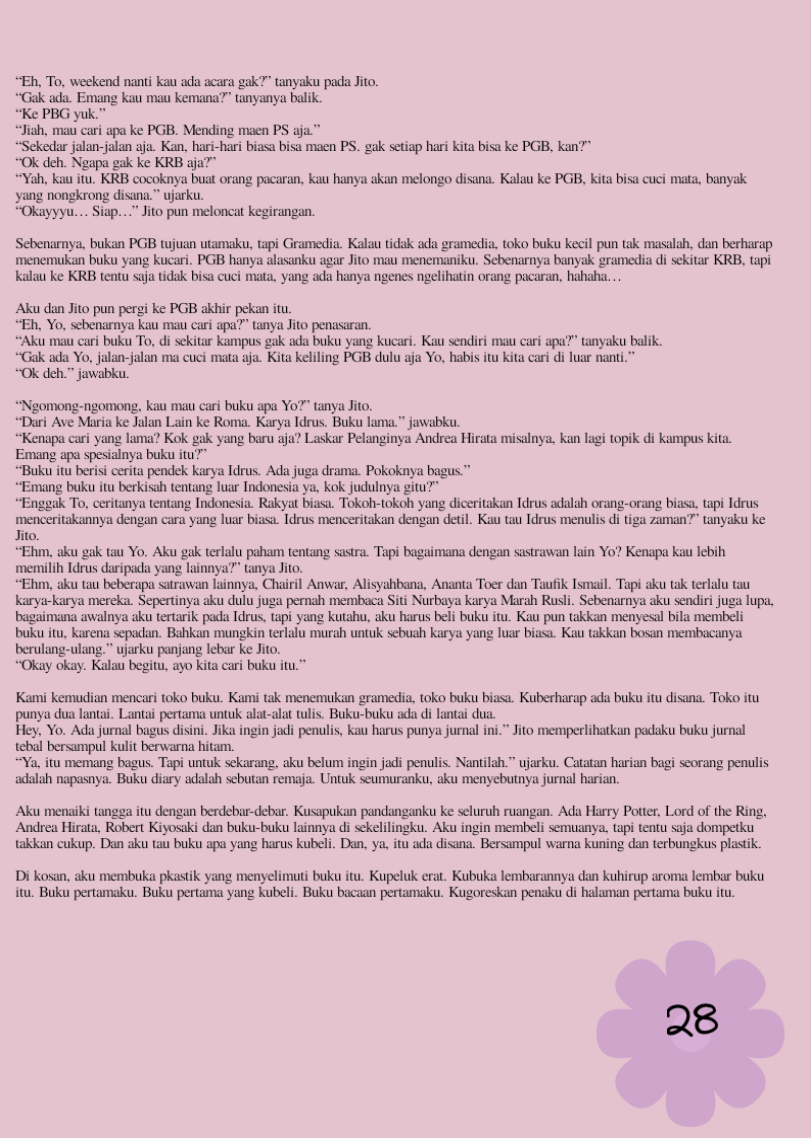 “Eh, To, weekend nanti kau ada acara gak?” tanyaku pada Jito.
“Gak ada. Emang kau mau kemana?” tanyanya balik.
“Ke PBG yuk.”
“Jiah, mau cari apa ke PGB. Mending maen PS aja.”
“Sekedar jalan-jalan aja. Kan, hari-hari biasa bisa maen PS. gak setiap hari kita bisa ke PGB, kan?”
“Ok deh. Ngapa gak ke KRB aja?”
“Yah, kau itu. KRB cocoknya buat orang pacaran, kau hanya akan melongo disana. Kalau ke PGB, kita bisa cuci mata, banyak
yang nongkrong disana.” ujarku.
“Okayyyu… Siap…” Jito pun meloncat kegirangan.
Sebenarnya, bukan PGB tujuan utamaku, tapi Gramedia. Kalau tidak ada gramedia, toko buku kecil pun tak masalah, dan berharap
menemukan buku yang kucari. PGB hanya alasanku agar Jito mau menemaniku. Sebenarnya banyak gramedia di sekitar KRB, tapi
kalau ke KRB tentu saja tidak bisa cuci mata, yang ada hanya ngenes ngelihatin orang pacaran, hahaha…
Aku dan Jito pun pergi ke PGB akhir pekan itu.
“Eh, Yo, sebenarnya kau mau cari apa?” tanya Jito penasaran.
“Aku mau cari buku To, di sekitar kampus gak ada buku yang kucari. Kau sendiri mau cari apa?” tanyaku balik.
“Gak ada Yo, jalan-jalan ma cuci mata aja. Kita keliling PGB dulu aja Yo, habis itu kita cari di luar nanti.”
“Ok deh.” jawabku.
“Ngomong-ngomong, kau mau cari buku apa Yo?” tanya Jito.
“Dari Ave Maria ke Jalan Lain ke Roma. Karya Idrus. Buku lama.” jawabku.
“Kenapa cari yang lama? Kok gak yang baru aja? Laskar Pelanginya Andrea Hirata misalnya, kan lagi topik di kampus kita.
Emang apa spesialnya buku itu?”
“Buku itu berisi cerita pendek karya Idrus. Ada juga drama. Pokoknya bagus.”
“Emang buku itu berkisah tentang luar Indonesia ya, kok judulnya gitu?”
“Enggak To, ceritanya tentang Indonesia. Rakyat biasa. Tokoh-tokoh yang diceritakan Idrus adalah orang-orang biasa, tapi Idrus
menceritakannya dengan cara yang luar biasa. Idrus menceritakan dengan detil. Kau tau Idrus menulis di tiga zaman?” tanyaku ke
Jito.
“Ehm, aku gak tau Yo. Aku gak terlalu paham tentang sastra. Tapi bagaimana dengan sastrawan lain Yo? Kenapa kau lebih
memilih Idrus daripada yang lainnya?” tanya Jito.
“Ehm, aku tau beberapa satrawan lainnya, Chairil Anwar, Alisyahbana, Ananta Toer dan Taufik Ismail. Tapi aku tak terlalu tau
karya-karya mereka. Sepertinya aku dulu juga pernah membaca Siti Nurbaya karya Marah Rusli. Sebenarnya aku sendiri juga lupa,
bagaimana awalnya aku tertarik pada Idrus, tapi yang kutahu, aku harus beli buku itu. Kau pun takkan menyesal bila membeli
buku itu, karena sepadan. Bahkan mungkin terlalu murah untuk sebuah karya yang luar biasa. Kau takkan bosan membacanya
berulang-ulang.” ujarku panjang lebar ke Jito.
“Okay okay. Kalau begitu, ayo kita cari buku itu.”
Kami kemudian mencari toko buku. Kami tak menemukan gramedia, toko buku biasa. Kuberharap ada buku itu disana. Toko itu
punya dua lantai. Lantai pertama untuk alat-alat tulis. Buku-buku ada di lantai dua.
Hey, Yo. Ada jurnal bagus disini. Jika ingin jadi penulis, kau harus punya jurnal ini.” Jito memperlihatkan padaku buku jurnal
tebal bersampul kulit berwarna hitam.
“Ya, itu memang bagus. Tapi untuk sekarang, aku belum ingin jadi penulis. Nantilah.” ujarku. Catatan harian bagi seorang penulis
adalah napasnya. Buku diary adalah sebutan remaja. Untuk seumuranku, aku menyebutnya jurnal harian.
Aku menaiki tangga itu dengan berdebar-debar. Kusapukan pandanganku ke seluruh ruangan. Ada Harry Potter, Lord of the Ring,
Andrea Hirata, Robert Kiyosaki dan buku-buku lainnya di sekelilingku. Aku ingin membeli semuanya, tapi tentu saja dompetku
takkan cukup. Dan aku tau buku apa yang harus kubeli. Dan, ya, itu ada disana. Bersampul warna kuning dan terbungkus plastik.
Di kosan, aku membuka pkastik yang menyelimuti buku itu. Kupeluk erat. Kubuka lembarannya dan kuhirup aroma lembar buku
itu. Buku pertamaku. Buku pertama yang kubeli. Buku bacaan pertamaku. Kugoreskan penaku di halaman pertama buku itu.
28